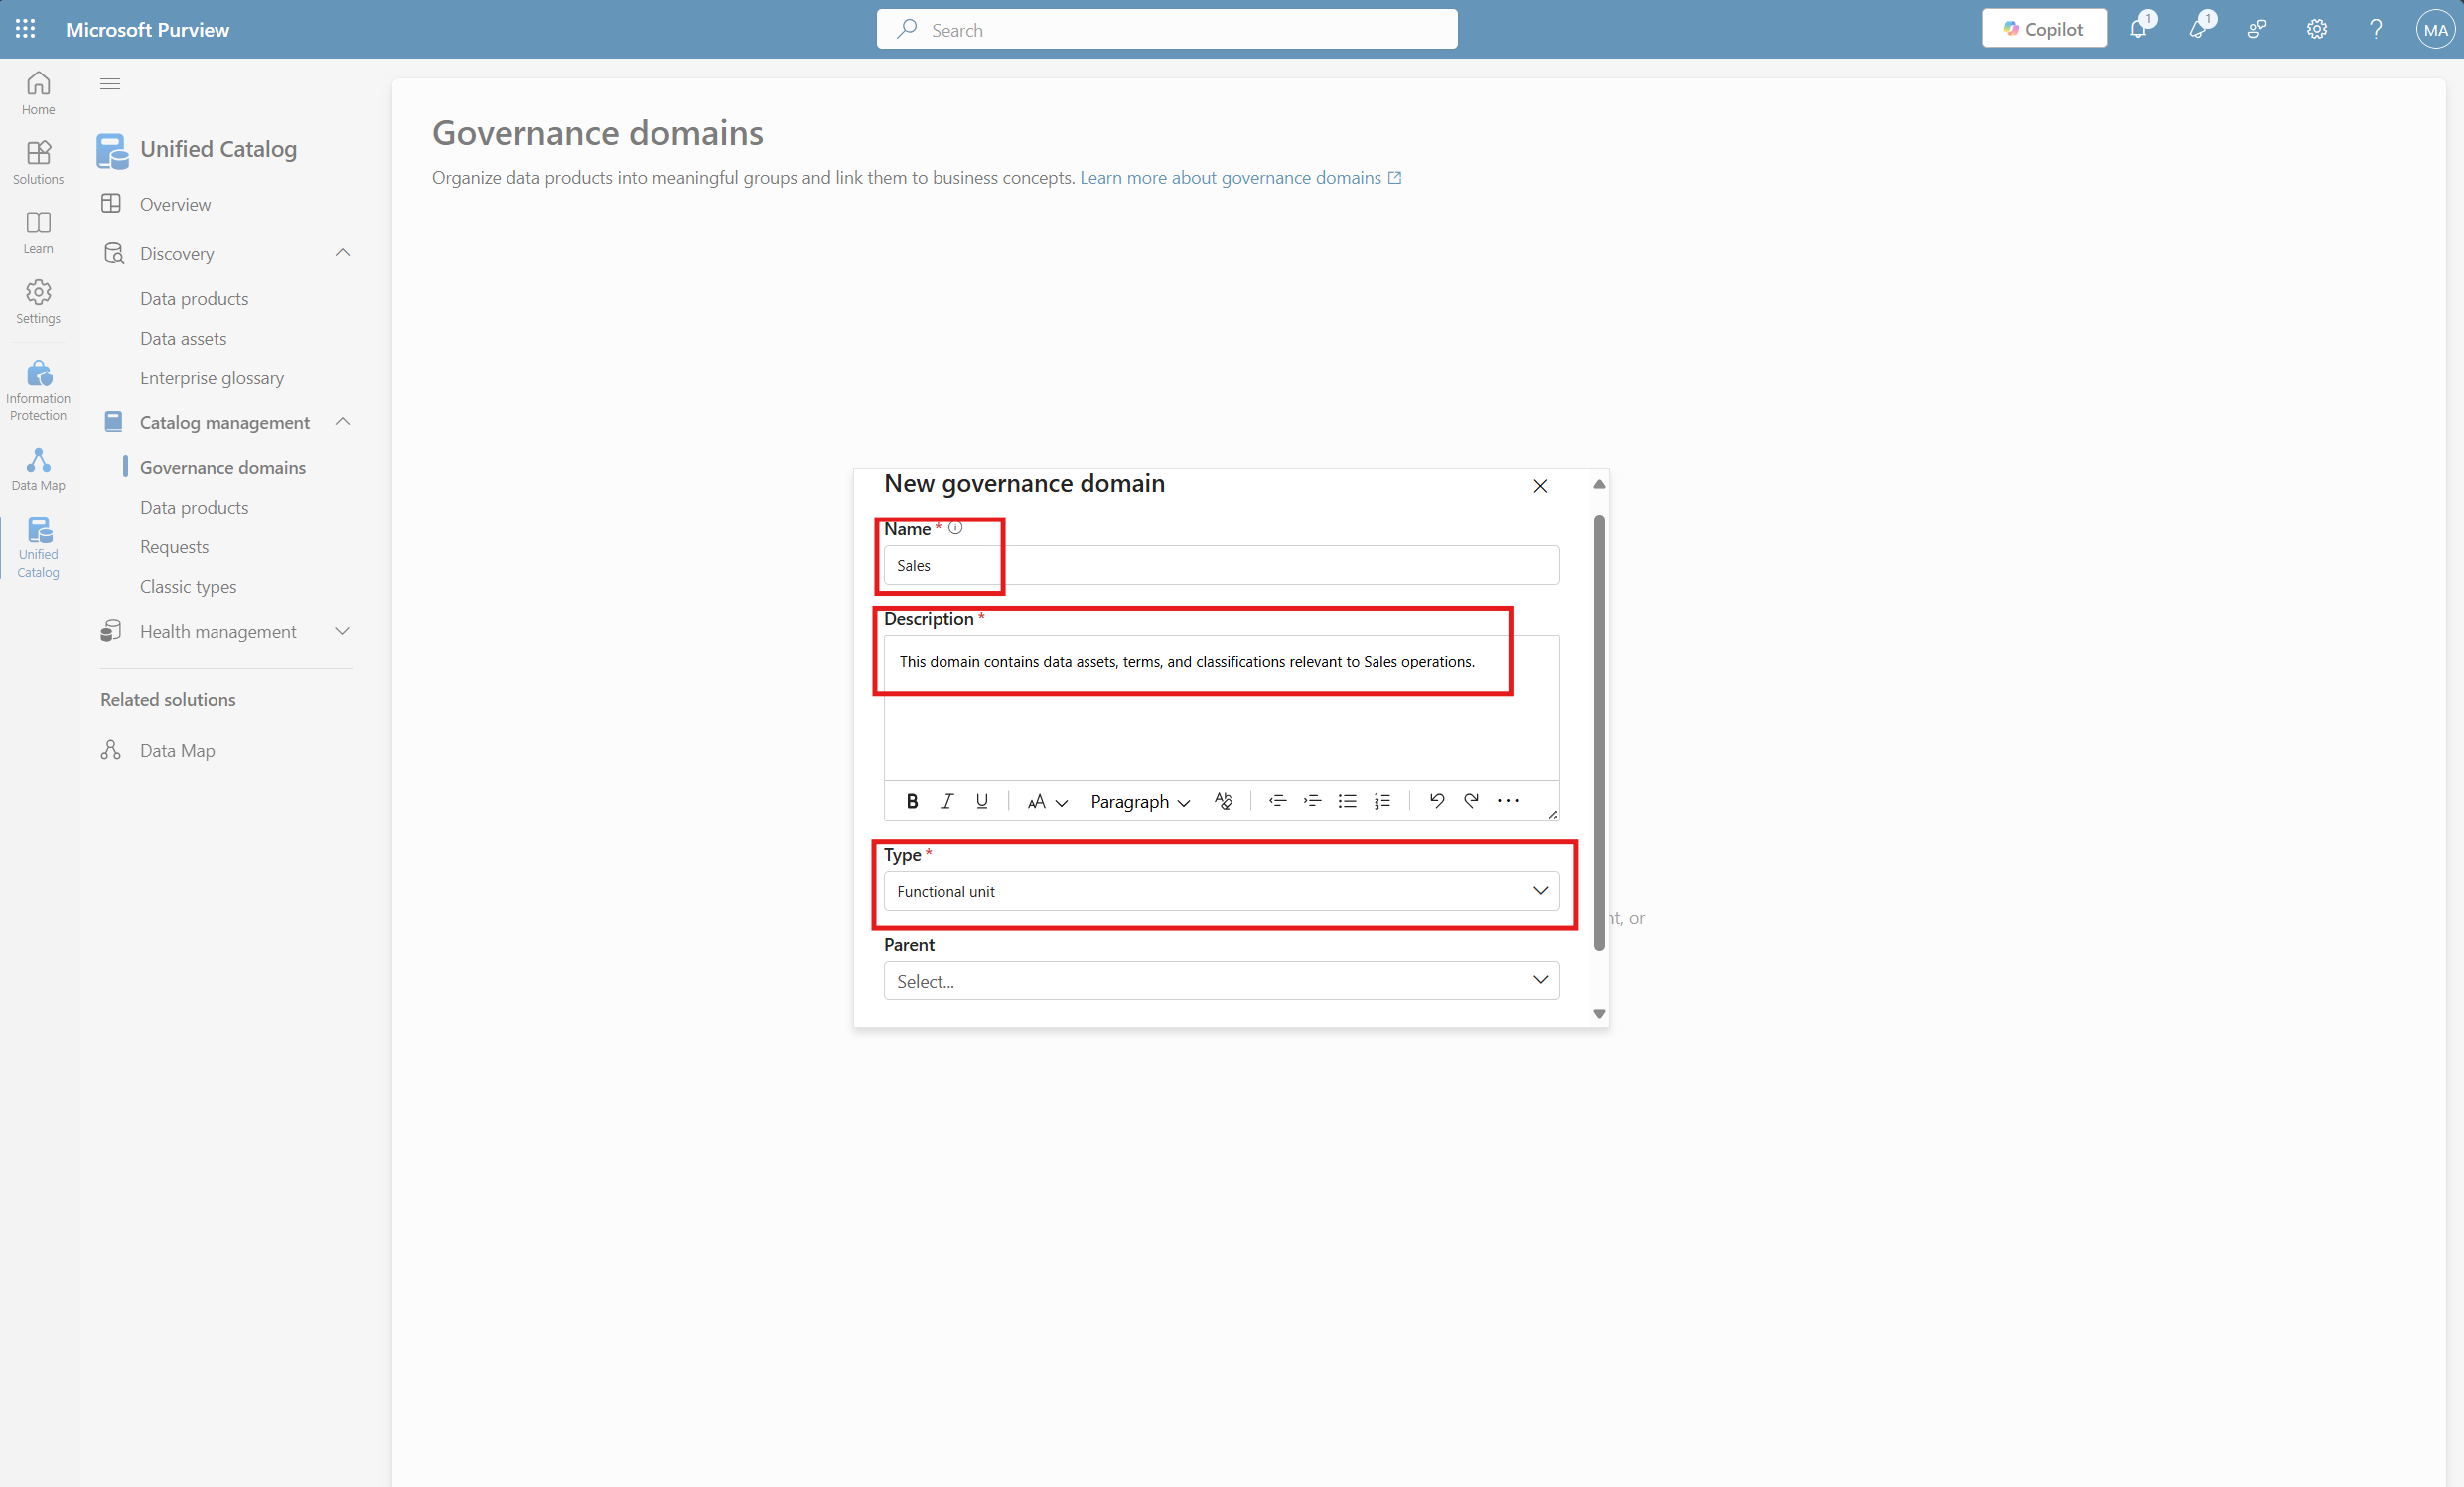 Microsoft Purview
Search
Copilot
1
1
MA
Home
Solutions
Learn
Settings
Information
Protection
Data Map
Unified
Catalog
Unified Catalog
Overview
Discovery
Data products
Data assets
Enterprise glossary
Catalog management
Governance domains
Data products
Requests
Classic types
Health management
Related solutions
Data Map
Governance domains
Organize data products into meaningful groups and link them to business concepts. Learn more about governance domains
New governance domain
Name *
Sales
Description *
This domain contains data assets, terms, and classifications relevant to Sales operations.
B I U AA Paragraph
Type *
Functional unit
nt, or
Parent
Select...